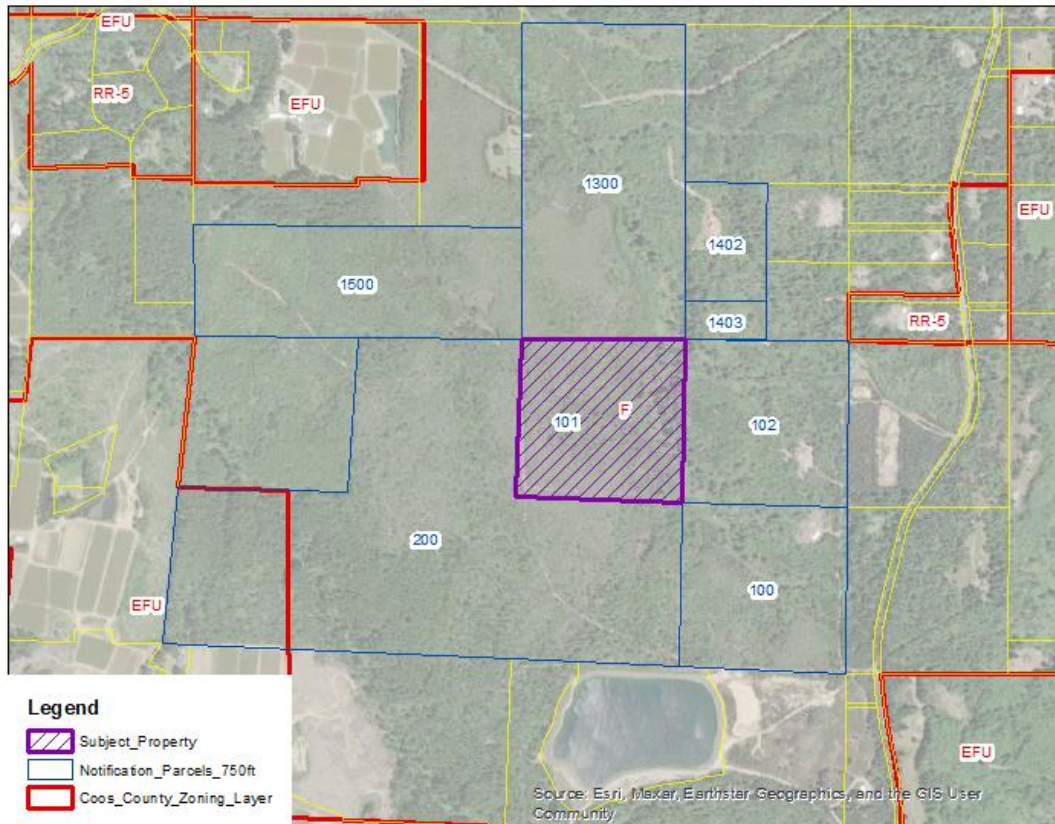 EFU
RR-5
EFU
1300
EFU
1402
1500
1403
RR-5
101
F
102
200
100
EFU
EFU
Legend
Subject_Property
Notification_Parcels_750ft
Coos_County_Zoning_Layer
Source: Esri, Maxar, Earthstar Geographics, and the GIS User
Community